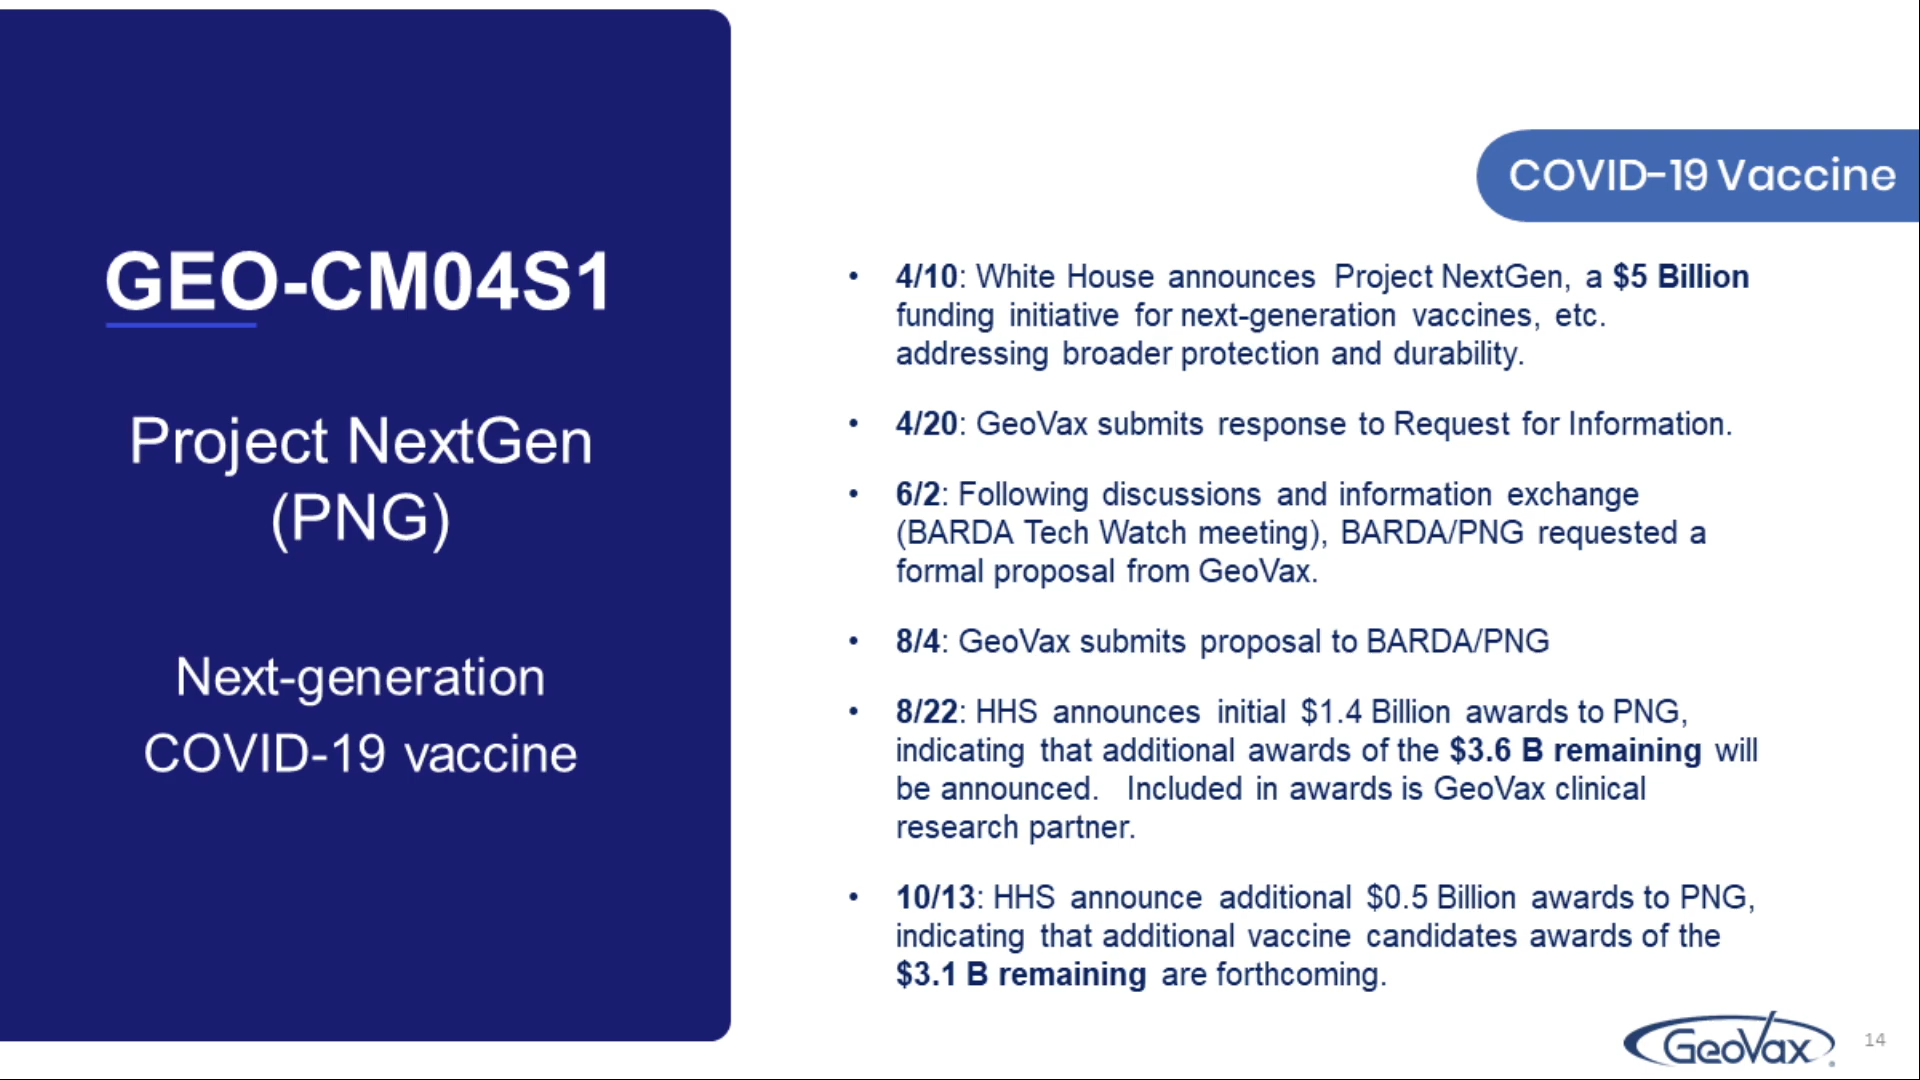 GEO-CM04S1
Project NextGen
(PNG)
Next-generation
COVID-19 vaccine
COVID-19 Vaccine
• 4/10: White House announces Project NextGen, a $5 Billion
funding initiative for next-generation vaccines, etc.
addressing broader protection and durability.
• 4/20: GeoVax submits response to Request for Information.
• 6/2: Following discussions and information exchange
(BARDA Tech Watch meeting), BARDA/PNG requested a
formal proposal from GeoVax.
• 8/4: GeoVax submits proposal to BARDA/PNG
• 8/22: HHS announces initial $1.4 Billion awards to PNG,
indicating that additional awards of the $3.6 B remaining will
be announced. Included in awards is GeoVax clinical
research partner.
• 10/13: HHS announce additional $0.5 Billion awards to PNG,
indicating that additional vaccine candidates awards of the
$3.1 B remaining are forthcoming.
GeoVax
14